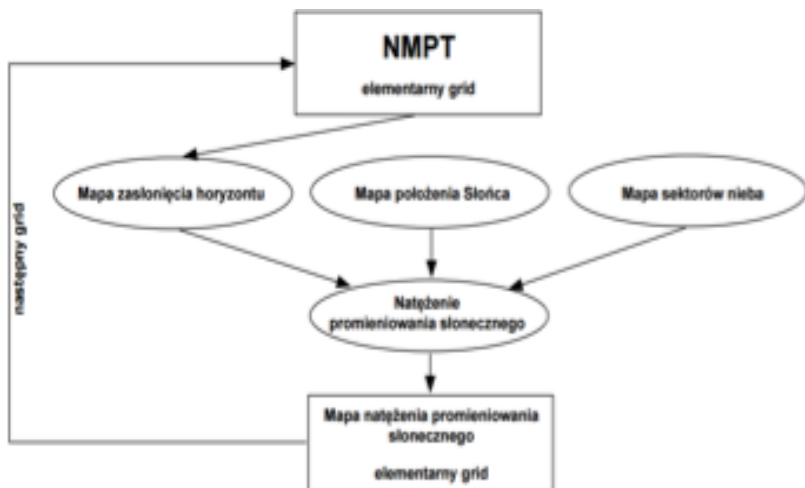 NMPT
elementarny grid
Mapa zasłonięcia horyzontu
Mapa położenia Słońca
Mapa sektorów nieba
następny grid
Natężenie
promieniowania słonecznego
Mapa natężenia promieniowania
słonecznego
elementarny grid